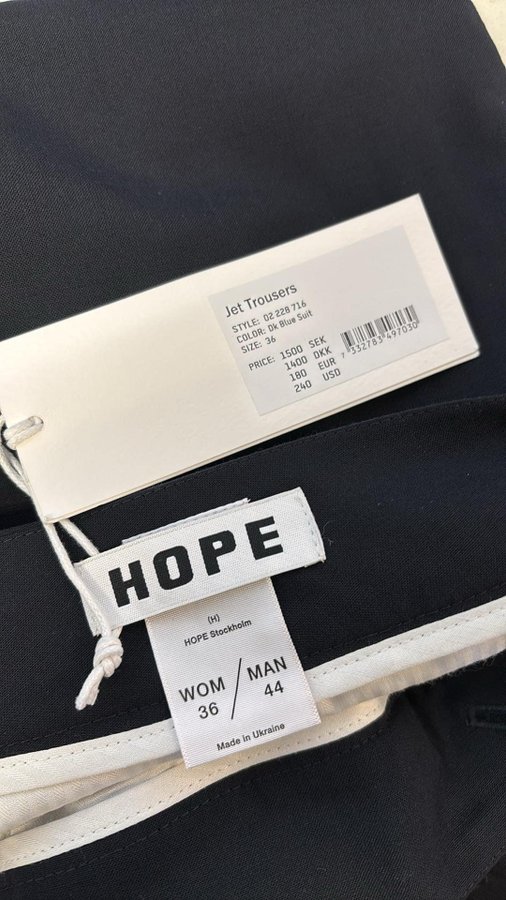 Jet Trousers
STYLE: 02 228 716
COLOR: Dk Blue Suit
SIZE: 36
PRICE: 1500 SEK
1400 DKK
180 EUR
240 USD
7 332783 497030
HOPE
(H)
HOPE Stockholm
WOM / MAN
36 / 44
Made in Ukraine